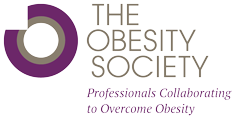 THE
OBESITY
SOCIETY
Professionals Collaborating
to Overcome Obesity